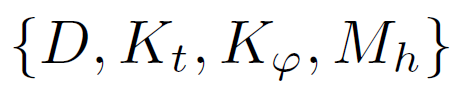 {D, K_t, K_φ, M_h}